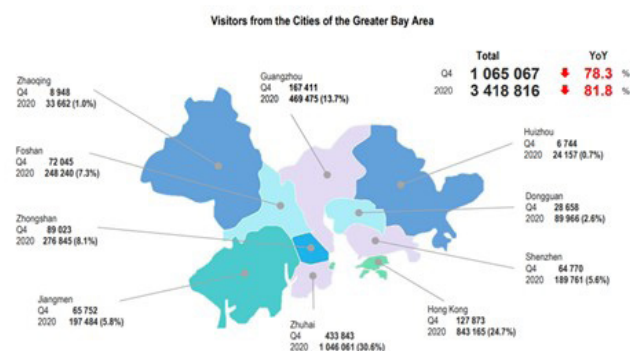 Visitors from the Cities of the Greater Bay Area
Total YoY
Q4 1 065 067 78.3 %
2020 3 418 816 81.8 %
Zhaoqing
Q4 8 948
2020 33 662 (1.0%)
Guangzhou
Q4 167 411
2020 469 475 (13.7%)
Huizhou
Q4 6 744
2020 24 157 (0.7%)
Foshan
Q4 72 045
2020 248 240 (7.3%)
Dongguan
Q4 28 658
2020 89 966 (2.6%)
Zhongshan
Q4 89 023
2020 276 845 (8.1%)
Shenzhen
Q4 64 770
2020 189 761 (5.6%)
Jiangmen
Q4 65 752
2020 197 484 (5.8%)
Zhuhai
Q4 433 843
2020 1 046 061 (30.6%)
Hong Kong
Q4 127 873
2020 843 165 (24.7%)